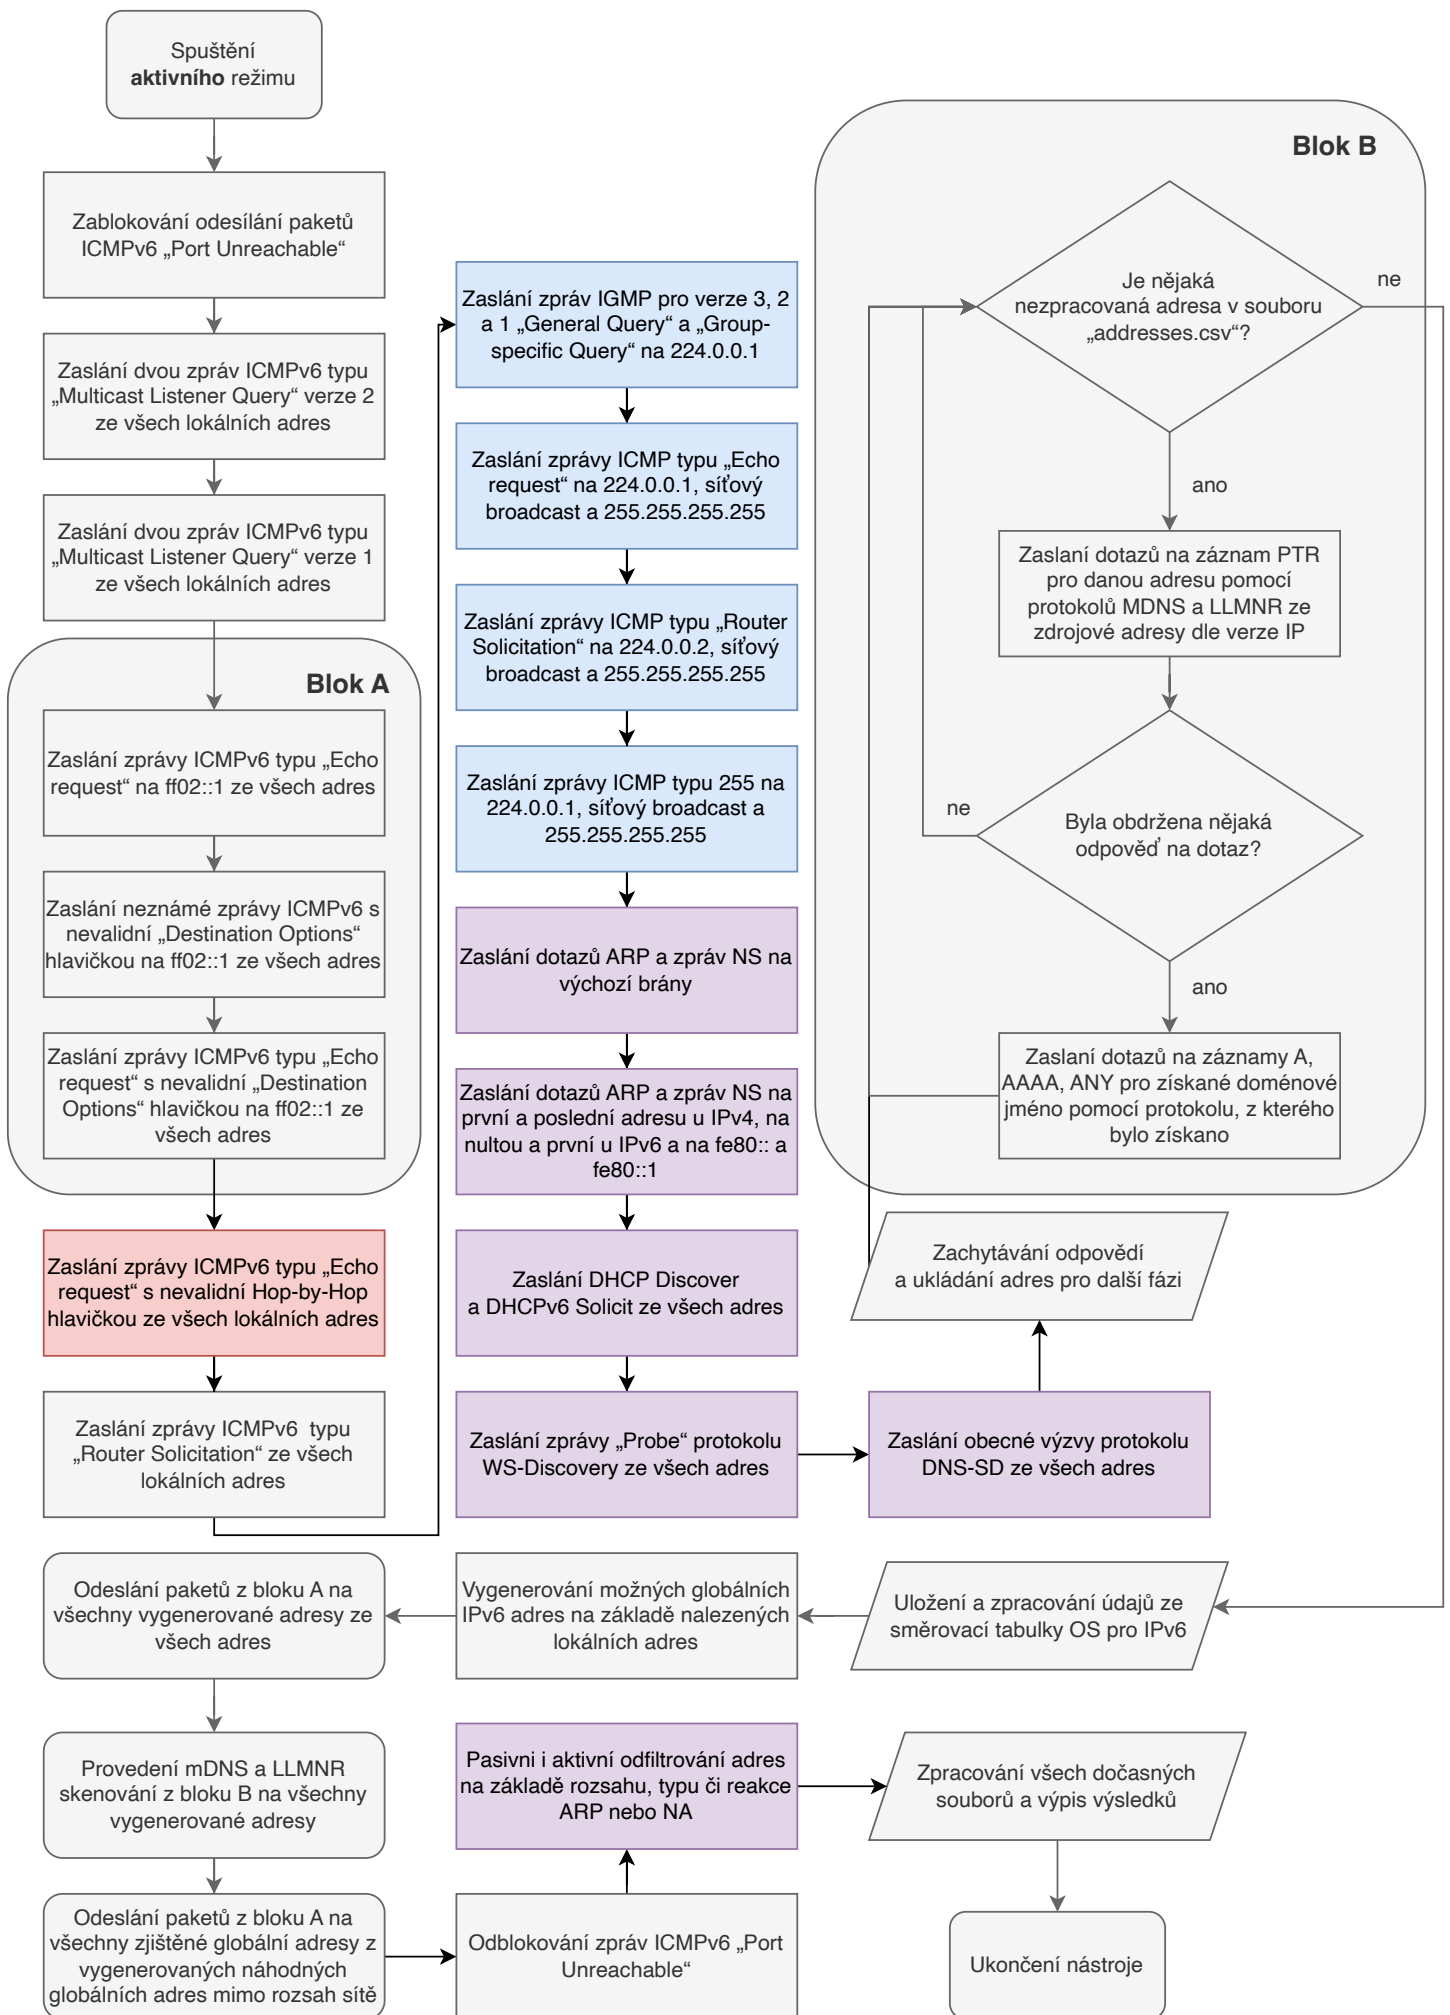 Spuštění
aktivního režimu
Zablokování odesílání paketů
ICMPv6 „Port Unreachable“
Zaslání dvou zpráv ICMPv6 typu
„Multicast Listener Query“ verze 2
ze všech lokálních adres
Zaslání dvou zpráv ICMPv6 typu
„Multicast Listener Query“ verze 1
ze všech lokálních adres
Blok A
Zaslání zprávy ICMPv6 typu „Echo
request“ na ff02::1 ze všech adres
Zaslání neznámé zprávy ICMPv6 s
nevalidní „Destination Options“
hlavičkou na ff02::1 ze všech adres
Zaslání zprávy ICMPv6 typu „Echo
request“ s nevalidní „Destination
Options“ hlavičkou na ff02::1 ze
všech adres
Zaslání zprávy ICMPv6 typu „Echo
request“ s nevalidní Hop-by-Hop
hlavičkou ze všech lokálních adres
Zaslání zprávy ICMPv6  typu
„Router Solicitation“ ze všech
lokálních adres
Zaslání zpráv IGMP pro verze 3, 2
a 1 „General Query“ a „Group-
specific Query“ na 224.0.0.1
Zaslání zprávy ICMP typu „Echo
request“ na 224.0.0.1, síťový
broadcast a 255.255.255.255
Zaslání zprávy ICMP typu „Router
Solicitation“ na 224.0.0.2, síťový
broadcast a 255.255.255.255
Zaslání zprávy ICMP typu 255 na
224.0.0.1, síťový broadcast a
255.255.255.255
Zaslání dotazů ARP a zpráv NS na
výchozí brány
Zaslání dotazů ARP a zpráv NS na
první a poslední adresu u IPv4, na
nultou a první u IPv6 a na fe80:: a
fe80::1
Zaslání DHCP Discover
a DHCPv6 Solicit ze všech adres
Zaslání zprávy „Probe“ protokolu
WS-Discovery ze všech adres
Zaslání obecné výzvy protokolu
DNS-SD ze všech adres
Zachytávání odpovědí
a ukládání adres pro další fázi
Blok B
Je nějaká
nezpracovaná adresa v souboru
„addresses.csv“?
ne
ano
Zaslaní dotazů na záznam PTR
pro danou adresu pomocí
protokolů MDNS a LLMNR ze
zdrojové adresy dle verze IP
Byla obdržena nějaká
odpověď na dotaz?
ne
ano
Zaslaní dotazů na záznamy A,
AAAA, ANY pro získané doménové
jméno pomocí protokolu, z kterého
bylo získano
Uložení a zpracování údajů ze
směrovací tabulky OS pro IPv6
Vygenerování možných globálních
IPv6 adres na základě nalezených
lokálních adres
Odeslání paketů z bloku A na
všechny vygenerované adresy ze
všech adres
Provedení mDNS a LLMNR
skenování z bloku B na všechny
vygenerované adresy
Odeslání paketů z bloku A na
všechny zjištěné globální adresy z
vygenerovaných náhodných
globálních adres mimo rozsah sítě
Odblokování zpráv ICMPv6 „Port
Unreachable“
Pasivni i aktivní odfiltrování adres
na základě rozsahu, typu či reakce
ARP nebo NA
Zpracování všech dočasných
souborů a výpis výsledků
Ukončení nástroje